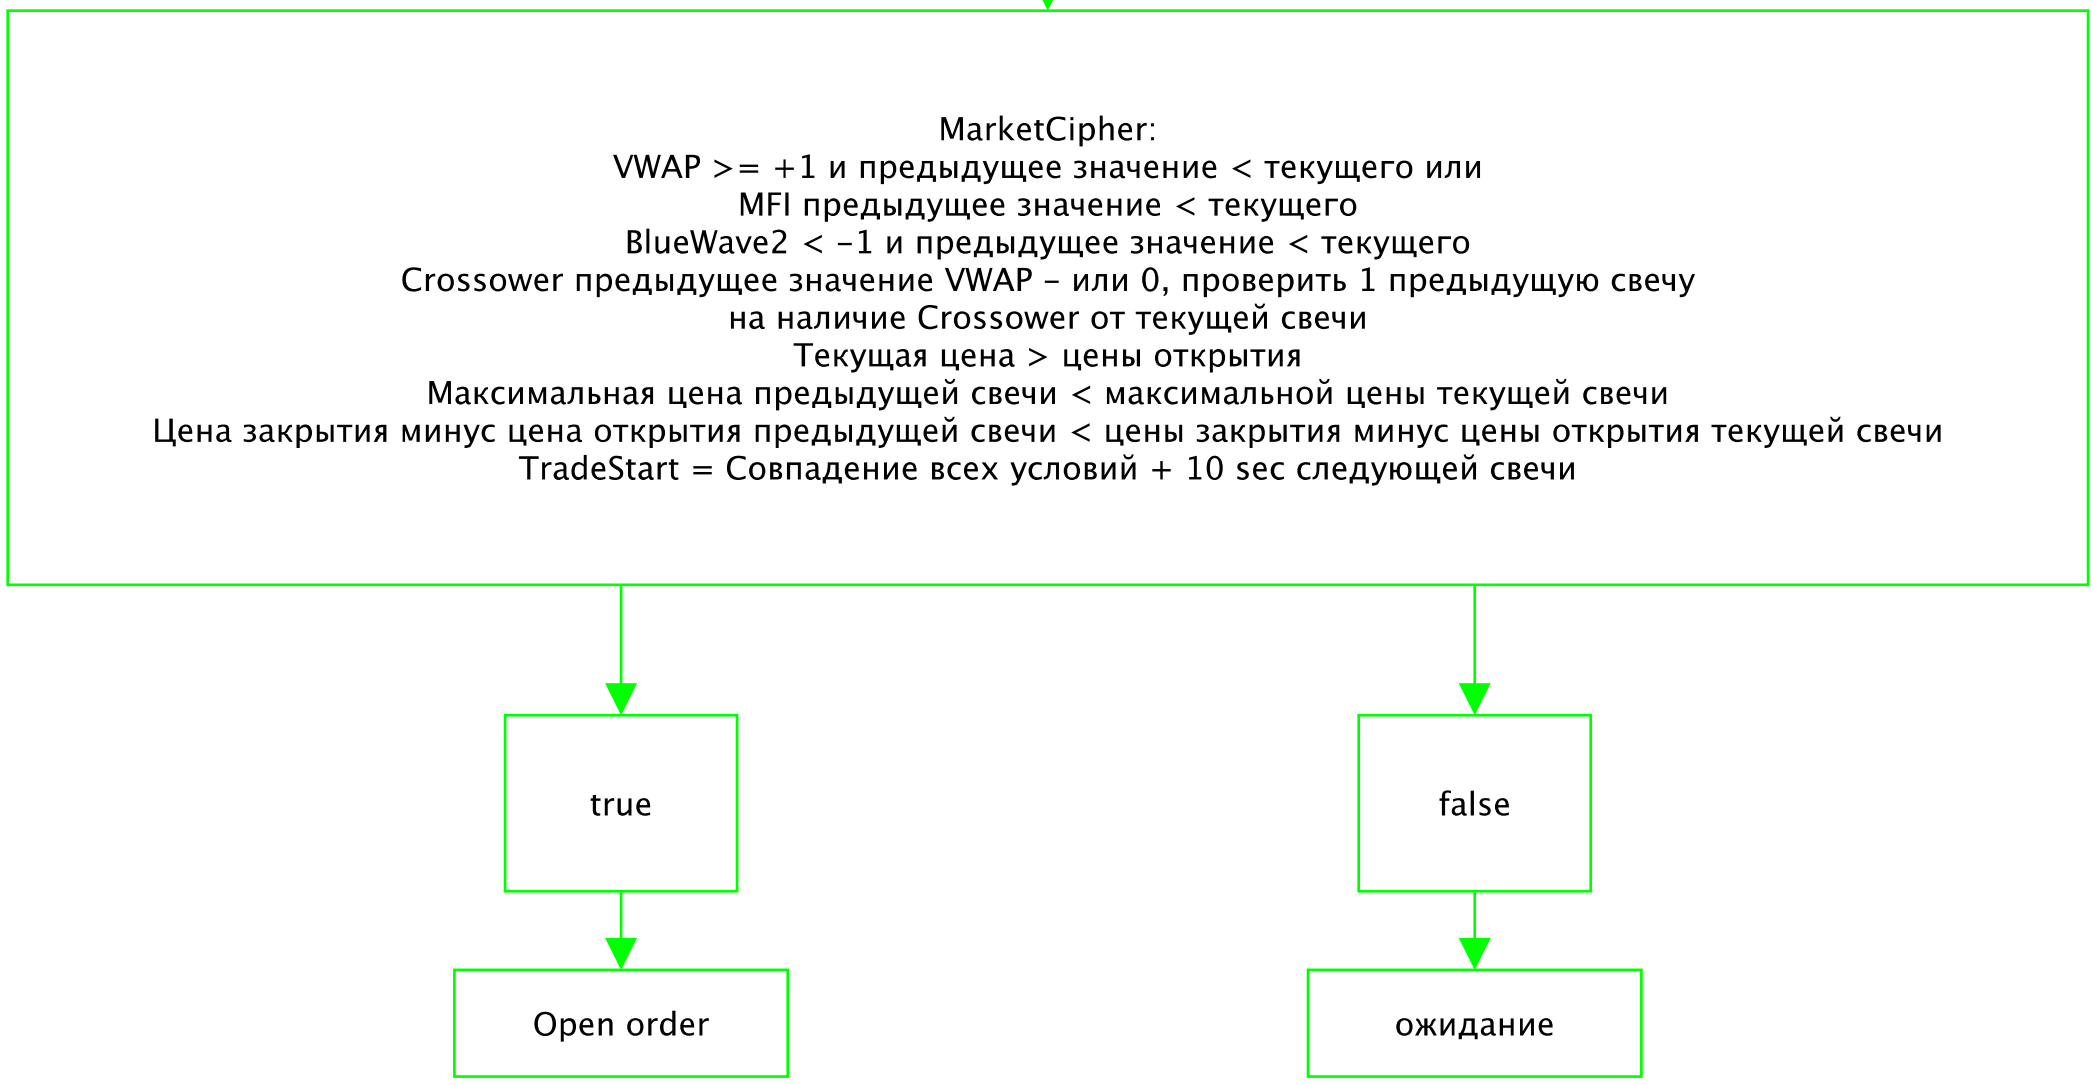 MarketCipher:
VWAP >= +1 и предыдущее значение < текущего или
MFI предыдущее значение < текущего
BlueWave2 < -1 и предыдущее значение < текущего
Crossower предыдущее значение VWAP - или 0, проверить 1 предыдущую свечу
на наличие Crossower от текущей свечи
Текущая цена > цены открытия
Максимальная цена предыдущей свечи < максимальной цены текущей свечи
Цена закрытия минус цена открытия предыдущей свечи < цены закрытия минус цены открытия текущей свечи
TradeStart = Совпадение всех условий + 10 sec следующей свечи
true
false
Open order
ожидание